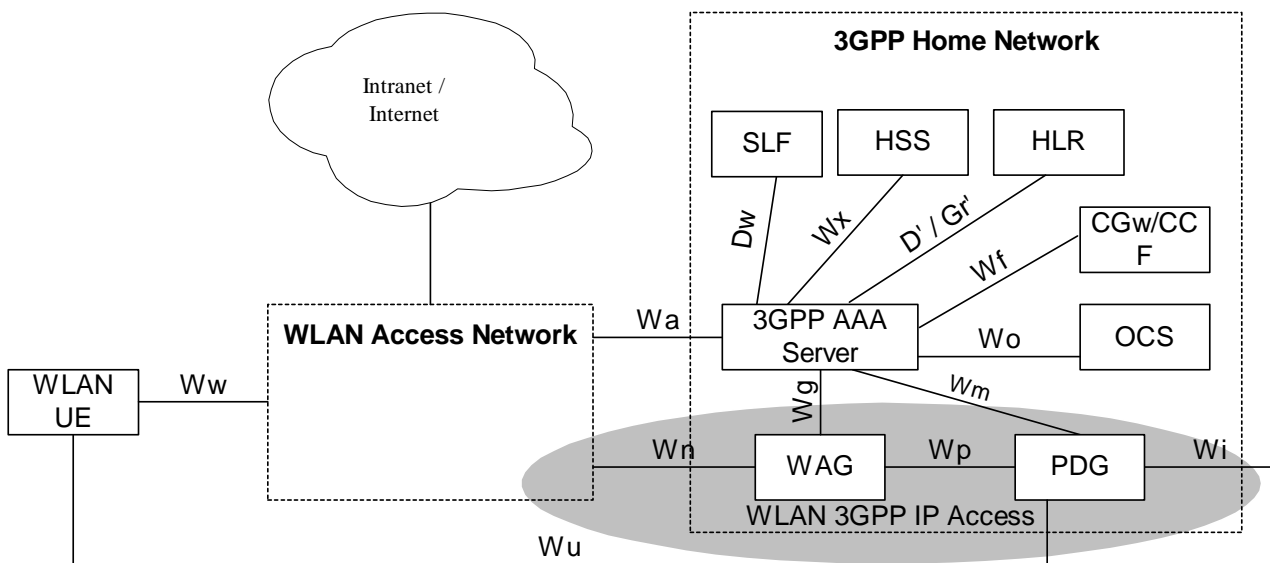 3GPP Home Network
Intranet /
Internet
SLF
HSS
HLR
Dw
Wx
D' / Gr'
CGw/CC
F
Wf
WLAN Access Network
Wa
3GPP AAA
Server
Wo
OCS
WLAN
UE
Ww
Wg
Wm
Wn
WAG
Wp
PDG
Wi
WLAN 3GPP IP Access
Wu